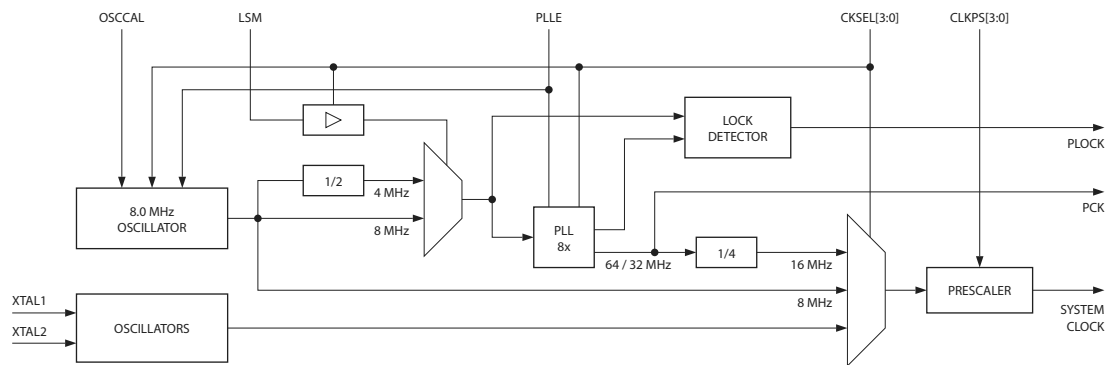 OSCCAL
LSM
PLLE
CKSEL[3:0]
CLKPS[3:0]
LOCK
DETECTOR
PLOCK
1/2
4 MHz
8.0 MHz
OSCILLATOR
8 MHz
PLL
8x
PCK
64 / 32 MHz
1/4
16 MHz
8 MHz
PRESCALER
SYSTEM
CLOCK
XTAL1
XTAL2
OSCILLATORS